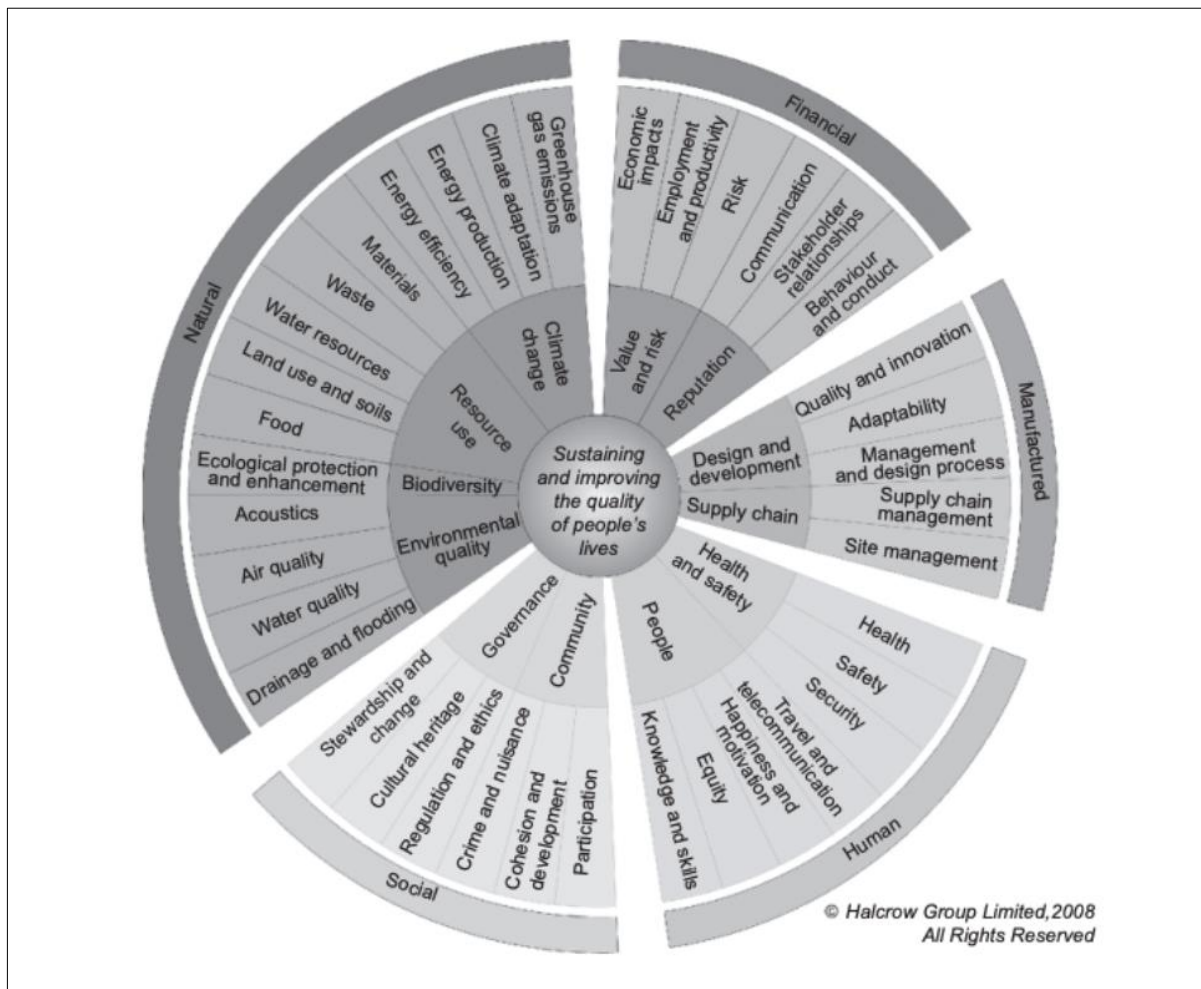 Natural
Greenhouse
gas emissions
Climate adaptation
Energy production
Energy efficiency
Materials
Waste
Water resources
Land use and soils
Food
Ecological protection
and enhancement
Acoustics
Air quality
Water quality
Drainage and flooding
Climate
change
Resource
use
Biodiversity
Environmental
quality
Financial
Economic
impacts
Employment
and productivity
Risk
Communication
Stakeholder
relationships
Behaviour
and conduct
Value
and risk
Reputation
Manufactured
Quality and innovation
Adaptability
Management
and design process
Supply chain
management
Site management
Design and
development
Supply chain
Sustaining
and improving
the quality
of people's
lives
Health
and safety
People
Health
Safety
Security
Travel and
telecommunication
Happiness and
motivation
Equity
Knowledge and skills
Human
Governance
Community
Stewardship and
change
Cultural heritage
Regulation and ethics
Crime and nuisance
Cohesion and
development
Participation
Social
© Halcrow Group Limited,2008
All Rights Reserved